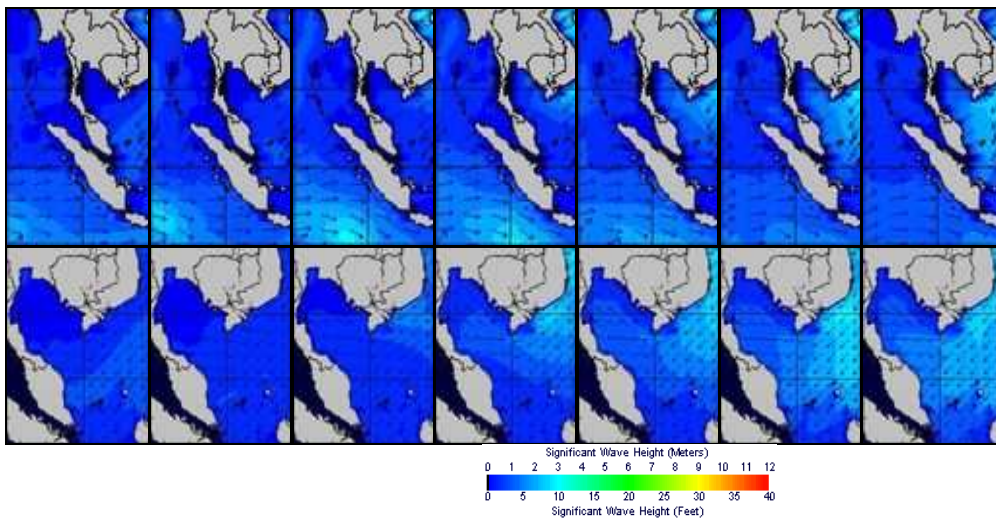 Significant Wave Height (Meters)
0 1 2 3 4 5 6 7 8 9 10 11 12
0 5 10 15 20 25 30 35 40
Significant Wave Height (Feet)